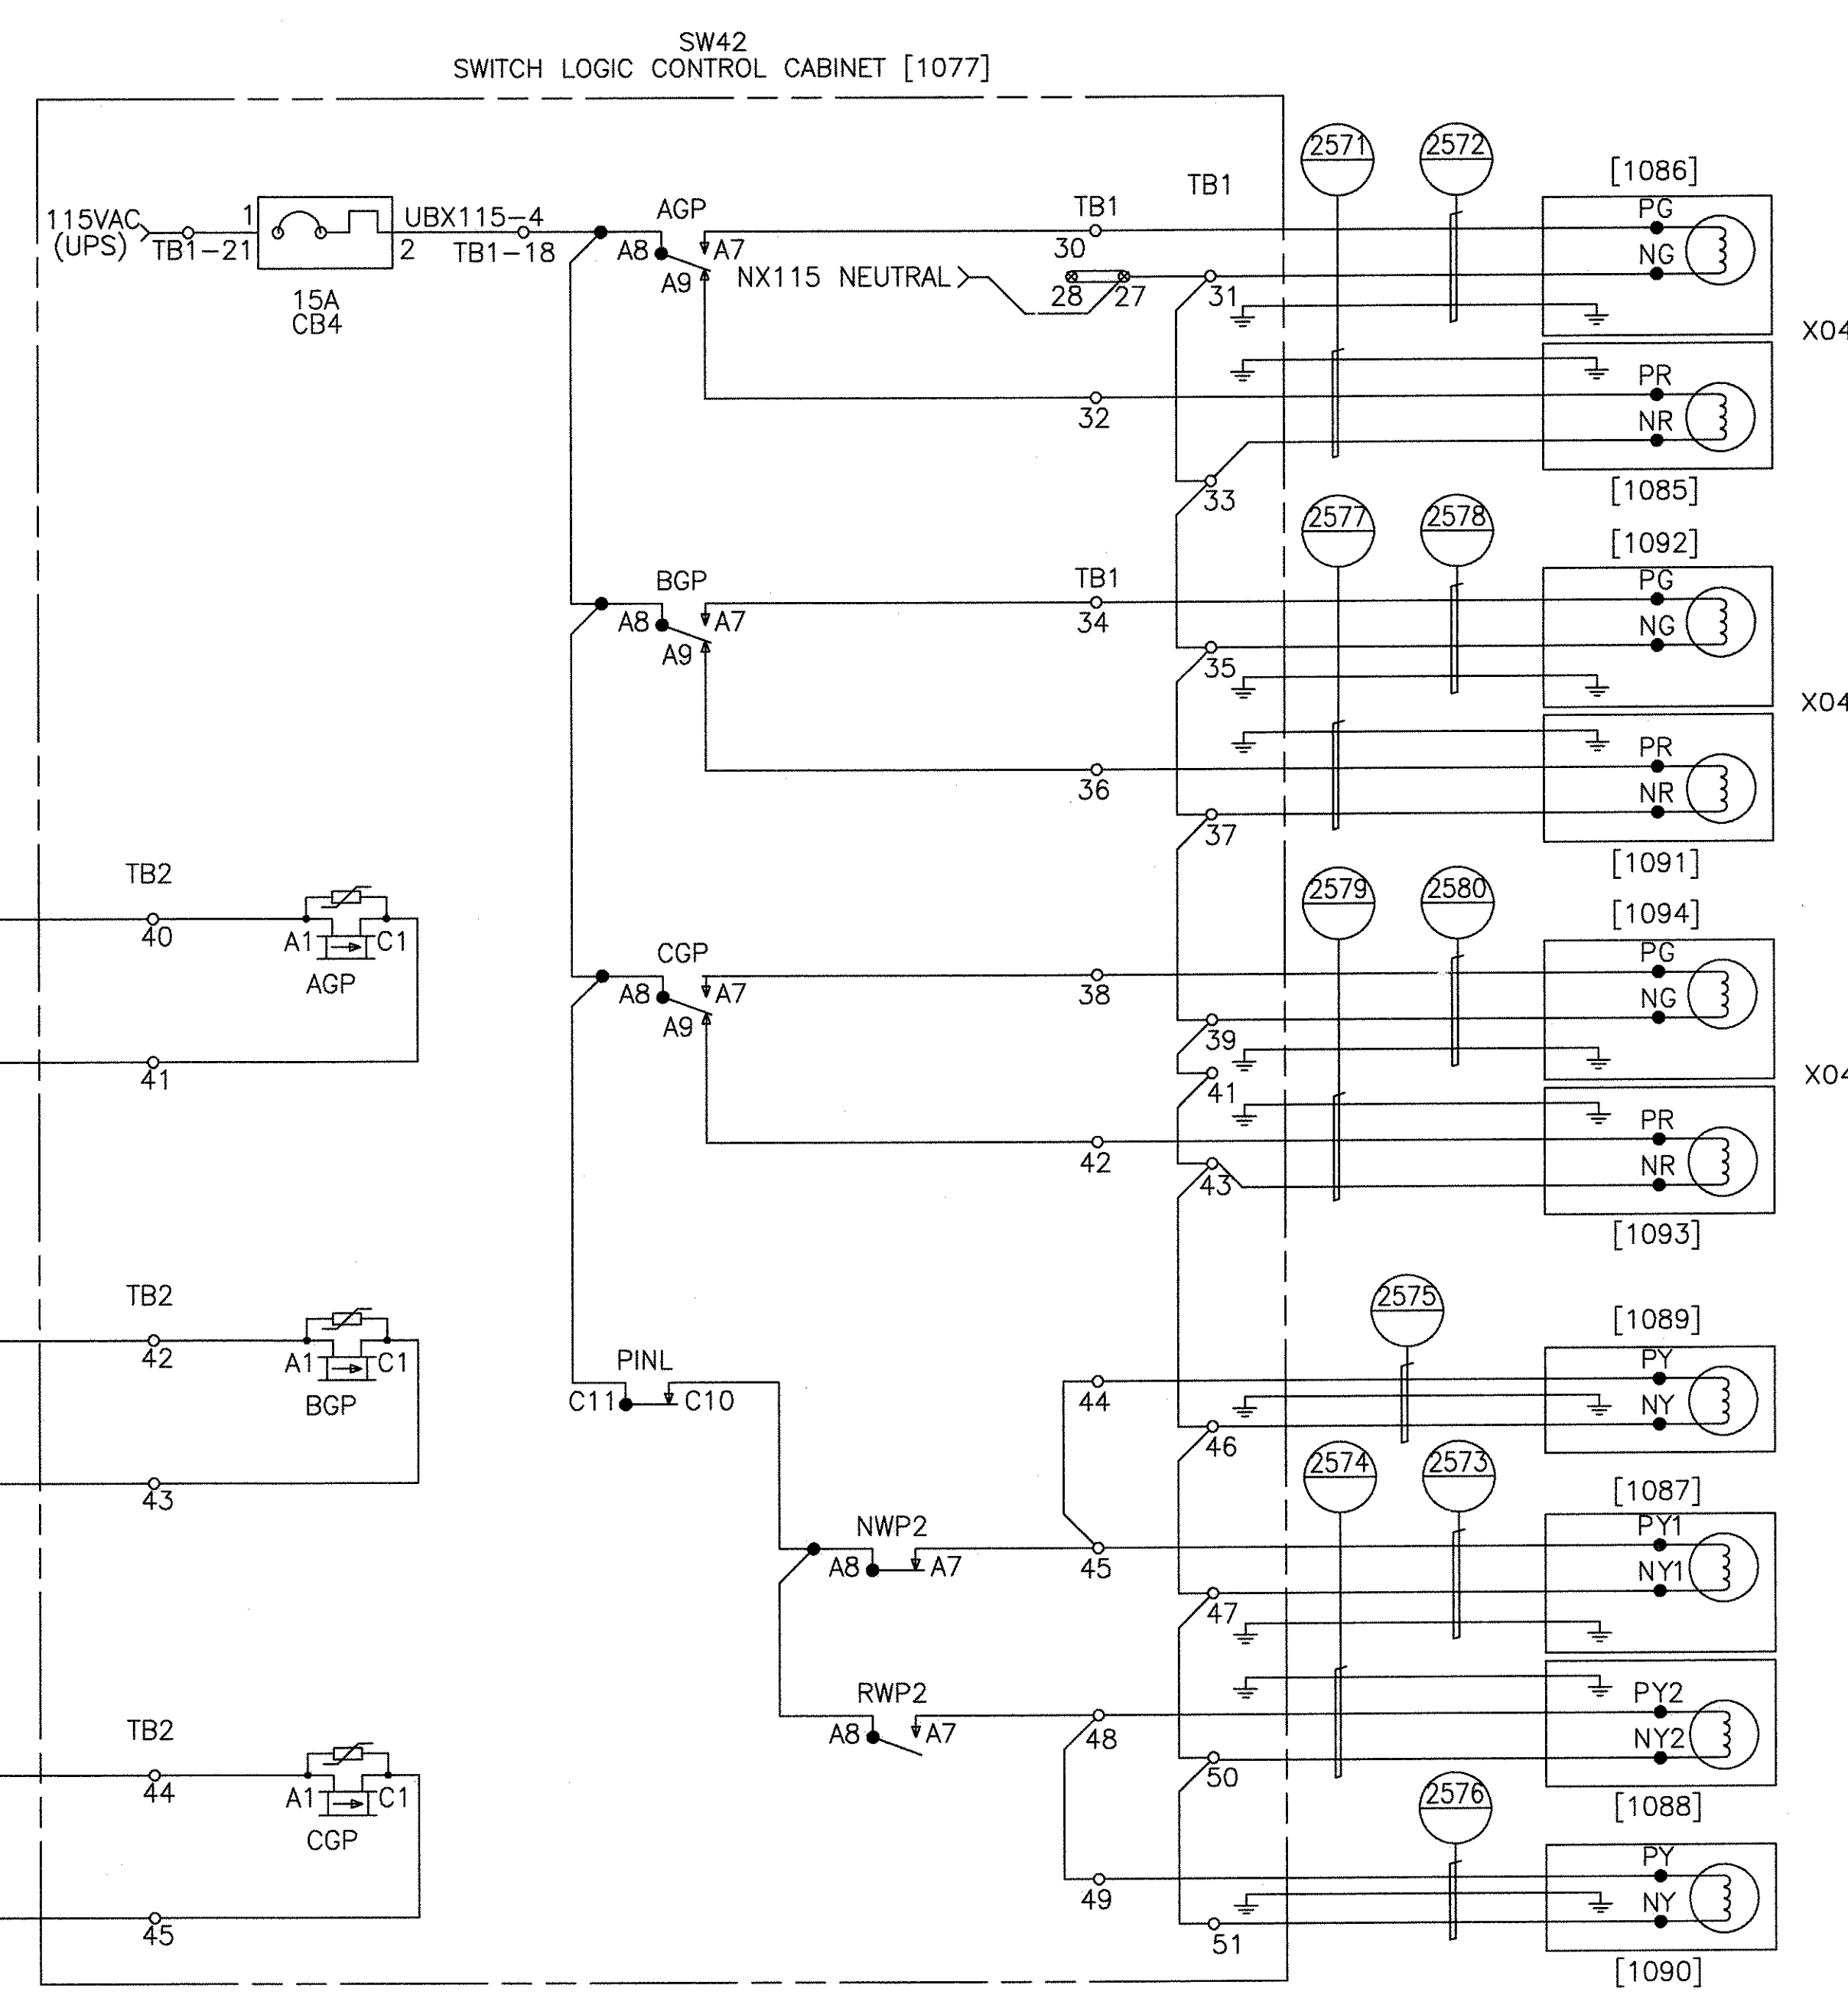 SW42
SWITCH LOGIC CONTROL CABINET [1077]
2571
2572
[1086]
TB1
115VAC
(UPS)
TB1-21
1
2
15A
CB4
UBX115-4
TB1-18
AGP
A8
A7
A9
TB1
30
NX115 NEUTRAL
28
27
31
PG
NG
X04
32
PR
NR
33
[1085]
2577
2578
[1092]
BGP
A8
A7
A9
TB1
34
35
PG
NG
X04
36
PR
NR
37
[1091]
TB2
40
A1
C1
AGP
41
2579
2580
[1094]
CGP
A8
A7
A9
38
39
PG
NG
41
X04
42
PR
NR
43
[1093]
TB2
42
A1
C1
BGP
43
2575
[1089]
PINL
C11
C10
44
PY
NY
46
2574
2573
[1087]
NWP2
A8
A7
45
PY1
NY1
47
RWP2
A8
A7
48
PY2
NY2
50
[1088]
TB2
44
A1
C1
CGP
45
2576
49
PY
NY
51
[1090]